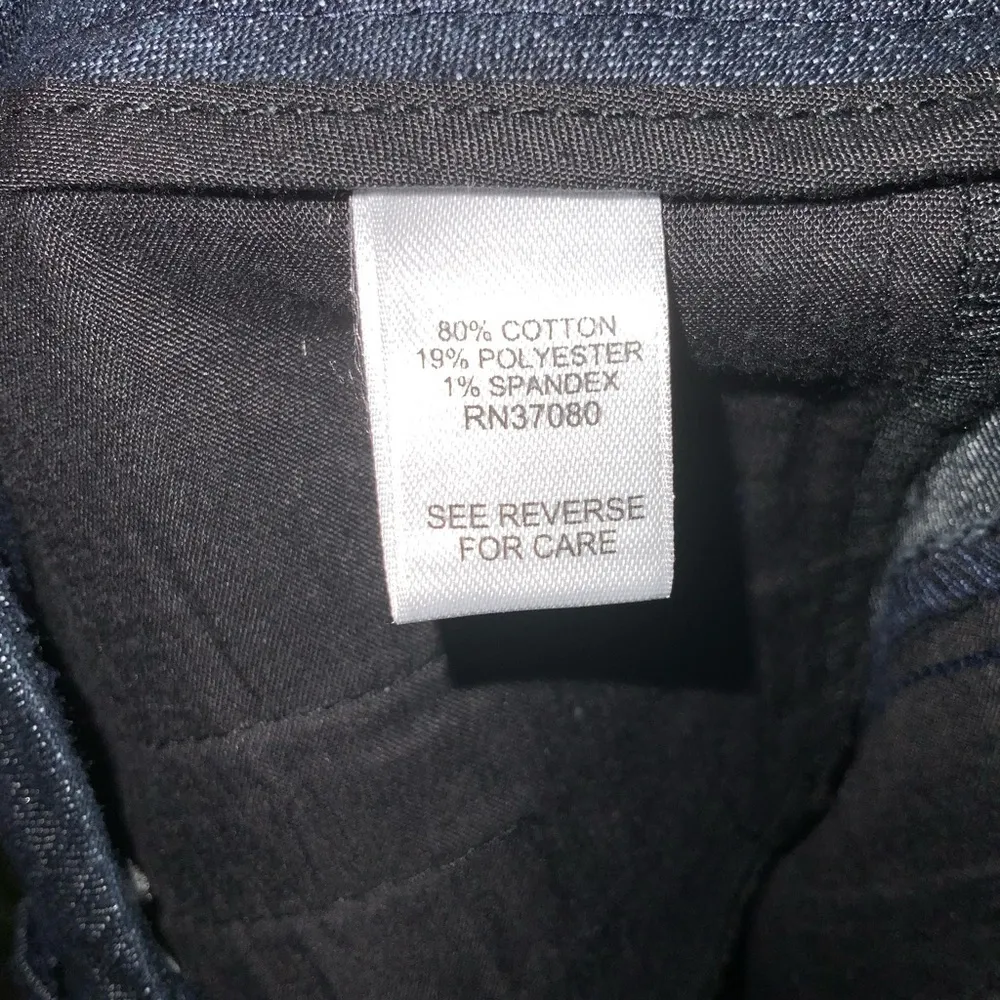 80% COTTON
19% POLYESTER
1% SPANDEX
RN37080
SEE REVERSE
FOR CARE